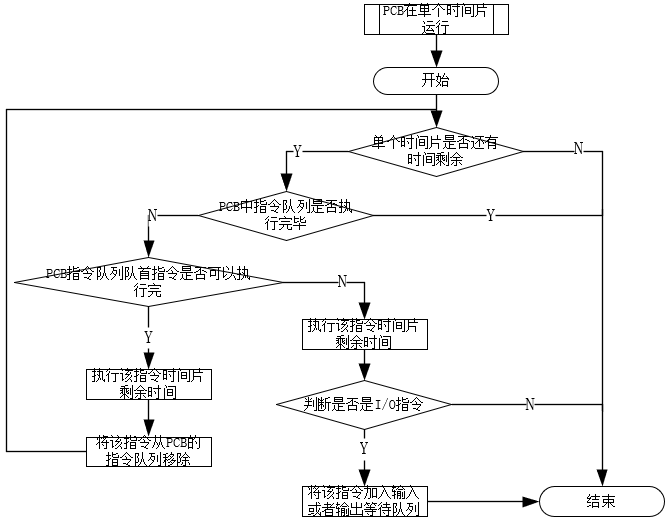 PCB在单个时间片
运行
开始
单个时间片是否还有
时间剩余
Y
N
PCB中指令队列是否执
行完毕
N
Y
PCB指令队列队首指令是否可以执
行完
N
Y
执行该指令时间片
剩余时间
执行该指令时间片
剩余时间
判断是否是I/O指令
N
Y
将该指令从PCB的
指令队列移除
将该指令加入输入
或者输出等待队列
结束